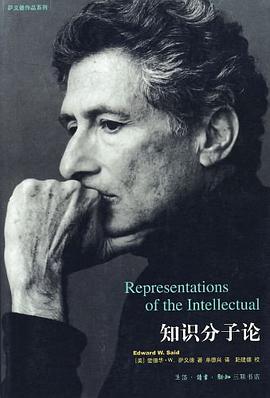 萨义德作品系列
Representations
of the Intellectual
知识分子论
Edward W. Said
[美] 爱德华·W. 萨义德 著 单德兴 译 陆建德 校
生活·读书·新知 三联书店